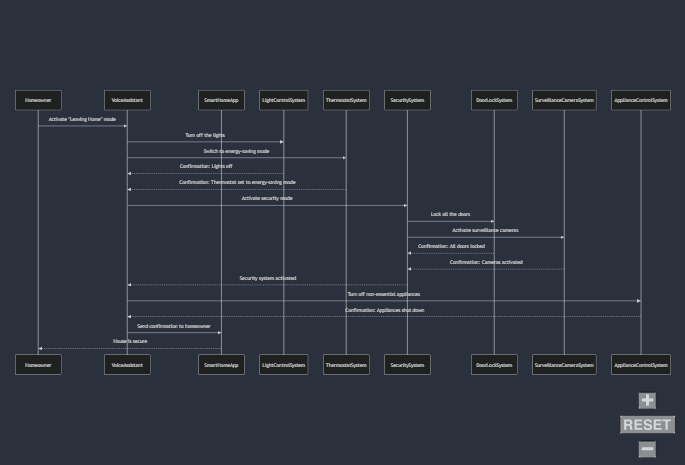 Homeowner VoiceAssistant SmartHomeApp LightControlSystem ThermostatSystem SecuritySystem DoorLockSystem SurveillanceCameraSystem ApplianceControlSystem
Activate "Leaving Home" mode
Turn off the lights
Switch to energy-saving mode
Confirmation: Lights off
Confirmation: Thermostat set to energy-saving mode
Activate security mode
Lock all the doors
Activate surveillance cameras
Confirmation: All doors locked
Confirmation: Cameras activated
Security system activated
Turn off non-essential appliances
Confirmation: Appliances shut down
Send confirmation to homeowner
House is secure
Homeowner VoiceAssistant SmartHomeApp LightControlSystem ThermostatSystem SecuritySystem DoorLockSystem SurveillanceCameraSystem ApplianceControlSystem
+
RESET
−